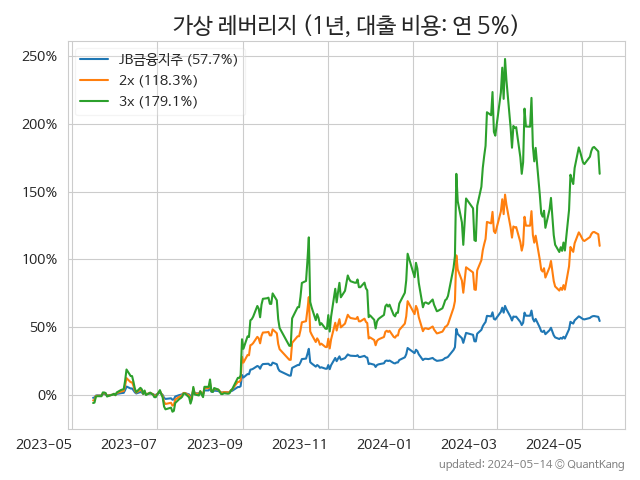 가상 레버리지 (1년, 대출 비용: 연 5%)
JB금융지주 (57.7%)
2x (118.3%)
3x (179.1%)
250%
200%
150%
100%
50%
0%
2023-05 2023-07 2023-09 2023-11 2024-01 2024-03 2024-05
updated: 2024-05-14 © QuantKang